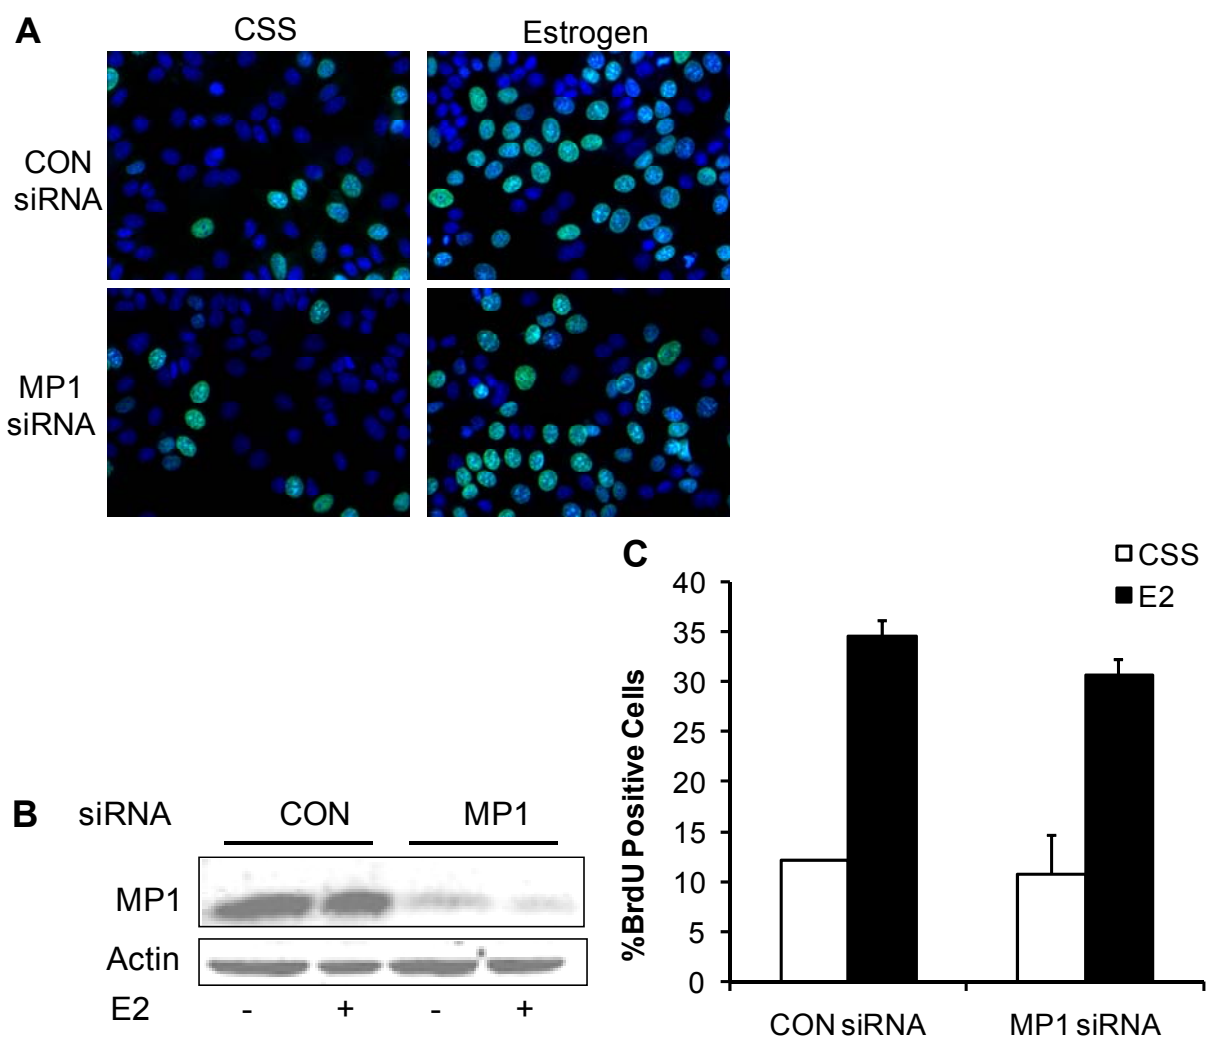 A
CSS
Estrogen
CON
siRNA
MP1
siRNA
B
siRNA
CON
MP1
MP1
Actin
E2
- + - +
C
CSS
E2
%BrdU Positive Cells
40
35
30
25
20
15
10
5
0
CON siRNA
MP1 siRNA